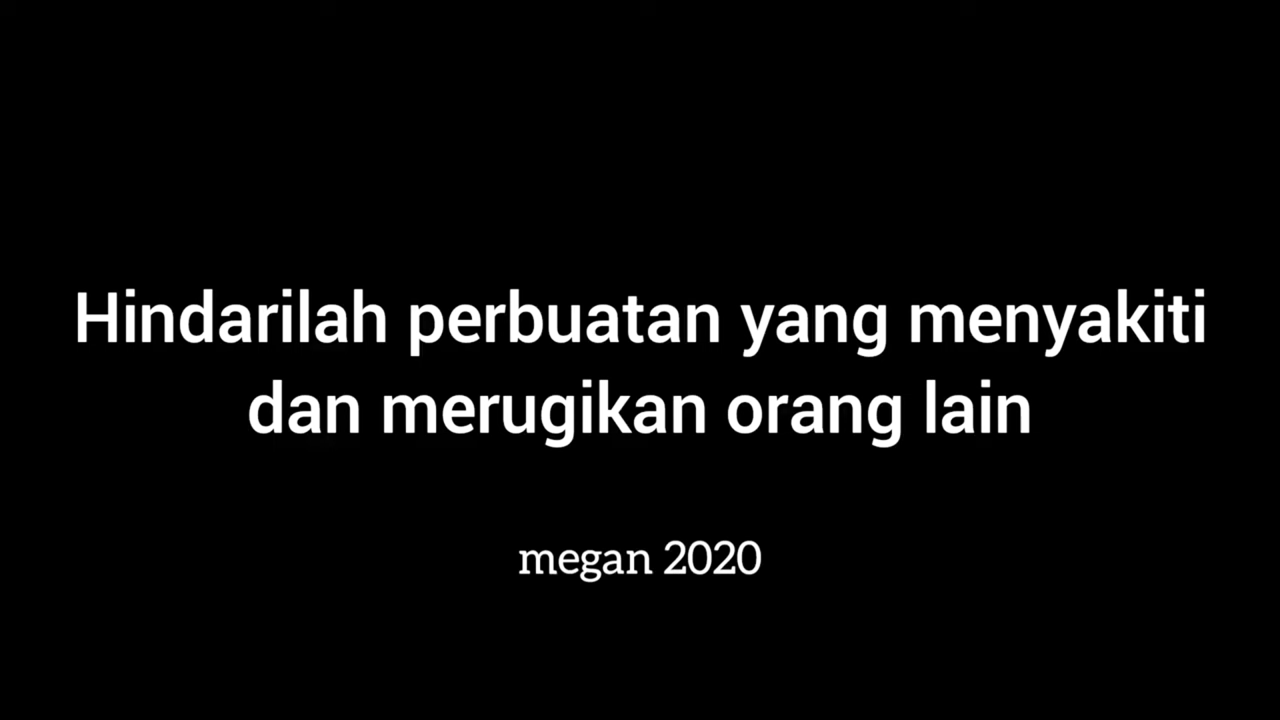 Hindarilah perbuatan yang menyakiti
dan merugikan orang lain
megan 2020